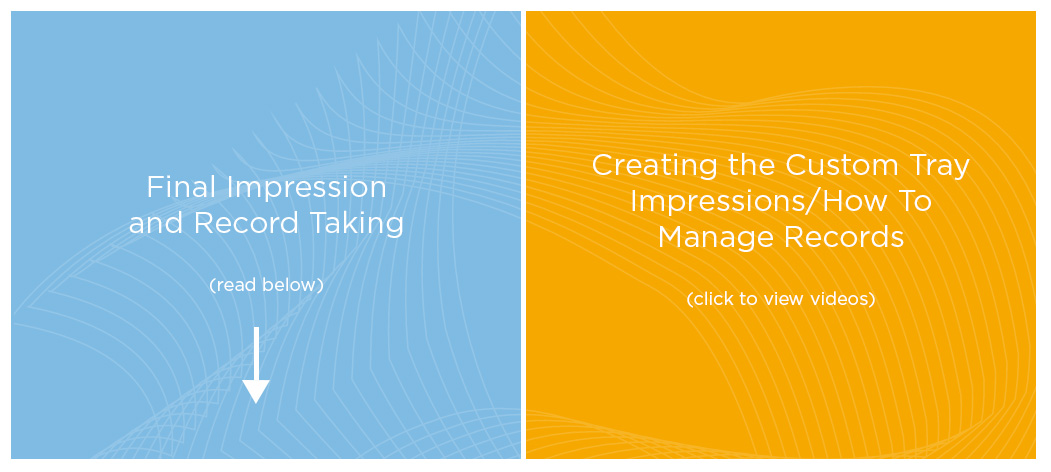 Final Impression
and Record Taking
(read below)
Creating the Custom Tray
Impressions/How To
Manage Records
(click to view videos)